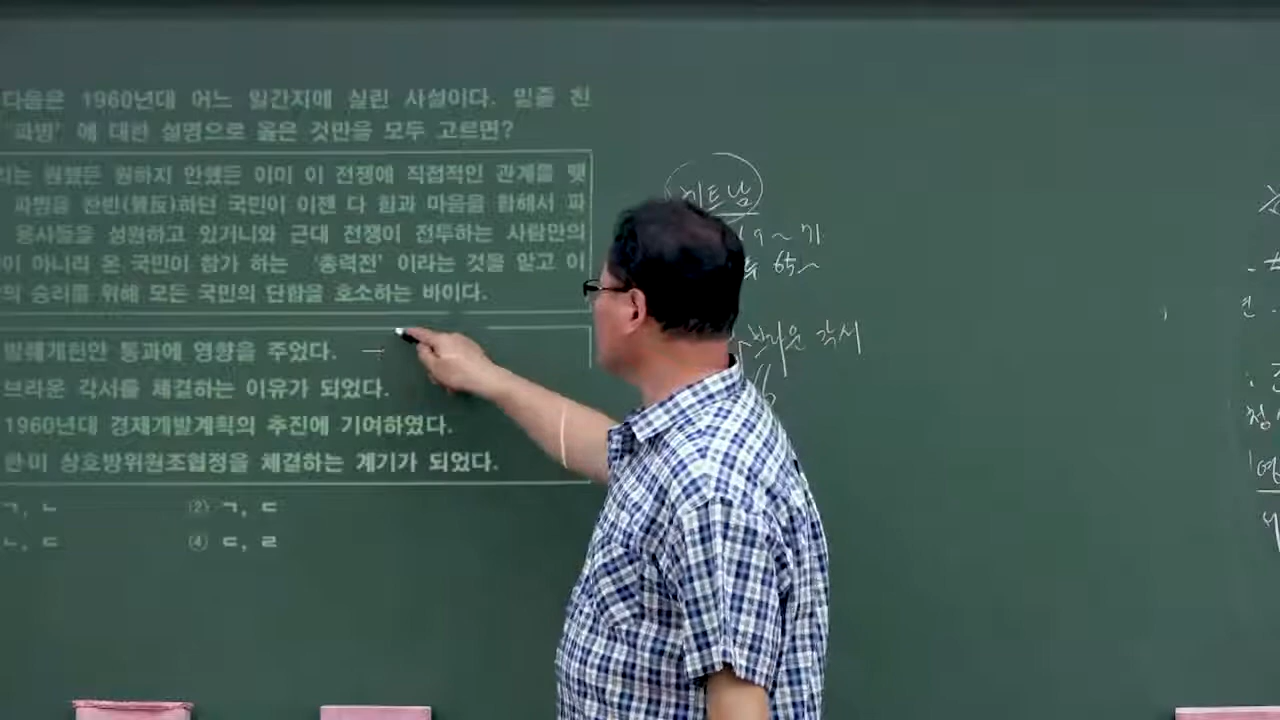 다음은 1960년대 어느 일간지에 실린 사설이다. 밑줄 친
'파병' 에 대한 설명으로 옳은 것만을 모두 고르면?
리는 원했든 원하지 안했든 이미 이 전쟁에 직접적인 관계를 맺
파병을 찬반(贊反)하던 국민이 이젠 다 힘과 마음을 합해서 파
용사들을 성원하고 있거니와 근대 전쟁이 전투하는 사람만의
이 아니라 온 국민이 참가 하는 '총력전' 이라는 것을 알고 이
의 승리를 위해 모든 국민의 단합을 호소하는 바이다.
발췌개헌안 통과에 영향을 주었다.
브라운 각서를 체결하는 이유가 되었다.
1960년대 경제개발계획의 추진에 기여하였다.
한·미 상호방위원조협정을 체결하는 계기가 되었다.
ㄱ, ㄴ ② ㄱ, ㄷ
ㄴ, ㄷ ④ ㄷ, ㄹ
베트남
65~
브라운 각서